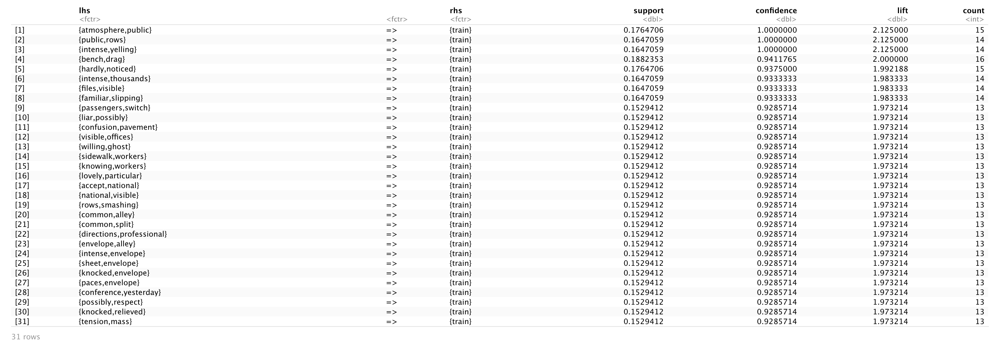 lhs rhs support confidence lift count
<fctr> <fctr> <fctr> <dbl> <dbl> <dbl> <int>
[1] {atmosphere,public} => {train} 0.1764706 1.0000000 2.125000 15
[2] {public,rows} => {train} 0.1647059 1.0000000 2.125000 14
[3] {intense,yelling} => {train} 0.1647059 1.0000000 2.125000 14
[4] {bench,drag} => {train} 0.1882353 0.9411765 2.000000 16
[5] {hardly,noticed} => {train} 0.1764706 0.9375000 1.992188 15
[6] {intense,thousands} => {train} 0.1647059 0.9333333 1.983333 14
[7] {files,visible} => {train} 0.1647059 0.9333333 1.983333 14
[8] {familiar,slipping} => {train} 0.1647059 0.9333333 1.983333 14
[9] {passengers,switch} => {train} 0.1529412 0.9285714 1.973214 13
[10] {liar,possibly} => {train} 0.1529412 0.9285714 1.973214 13
[11] {confusion,pavement} => {train} 0.1529412 0.9285714 1.973214 13
[12] {visible,offices} => {train} 0.1529412 0.9285714 1.973214 13
[13] {willing,ghost} => {train} 0.1529412 0.9285714 1.973214 13
[14] {sidewalk,workers} => {train} 0.1529412 0.9285714 1.973214 13
[15] {knowing,workers} => {train} 0.1529412 0.9285714 1.973214 13
[16] {lovely,particular} => {train} 0.1529412 0.9285714 1.973214 13
[17] {accept,national} => {train} 0.1529412 0.9285714 1.973214 13
[18] {national,visible} => {train} 0.1529412 0.9285714 1.973214 13
[19] {rows,smashing} => {train} 0.1529412 0.9285714 1.973214 13
[20] {common,alley} => {train} 0.1529412 0.9285714 1.973214 13
[21] {common,split} => {train} 0.1529412 0.9285714 1.973214 13
[22] {directions,professional} => {train} 0.1529412 0.9285714 1.973214 13
[23] {envelope,alley} => {train} 0.1529412 0.9285714 1.973214 13
[24] {intense,envelope} => {train} 0.1529412 0.9285714 1.973214 13
[25] {sheet,envelope} => {train} 0.1529412 0.9285714 1.973214 13
[26] {knocked,envelope} => {train} 0.1529412 0.9285714 1.973214 13
[27] {paces,envelope} => {train} 0.1529412 0.9285714 1.973214 13
[28] {conference,yesterday} => {train} 0.1529412 0.9285714 1.973214 13
[29] {possibly,respect} => {train} 0.1529412 0.9285714 1.973214 13
[30] {knocked,relieved} => {train} 0.1529412 0.9285714 1.973214 13
[31] {tension,mass} => {train} 0.1529412 0.9285714 1.973214 13
31 rows